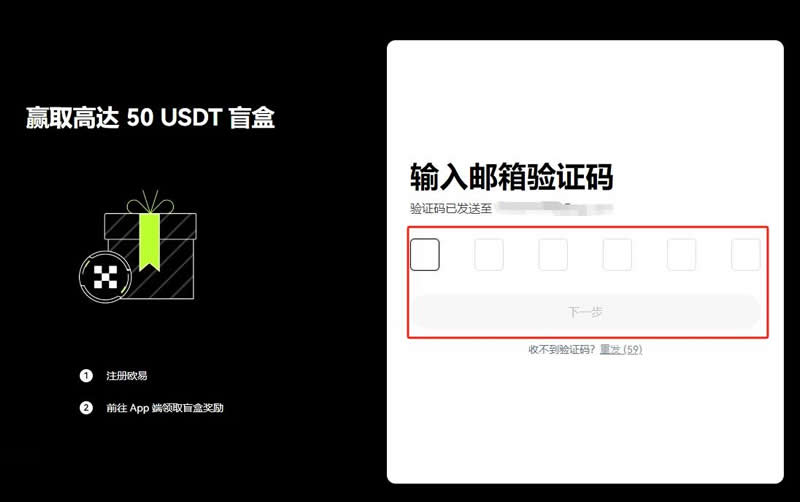 赢取高达 50 USDT 盲盒
1 注册欧易
2 前往 App 端领取盲盒奖励
输入邮箱验证码
验证码已发送至
下一步
收不到验证码? 重发 (59)